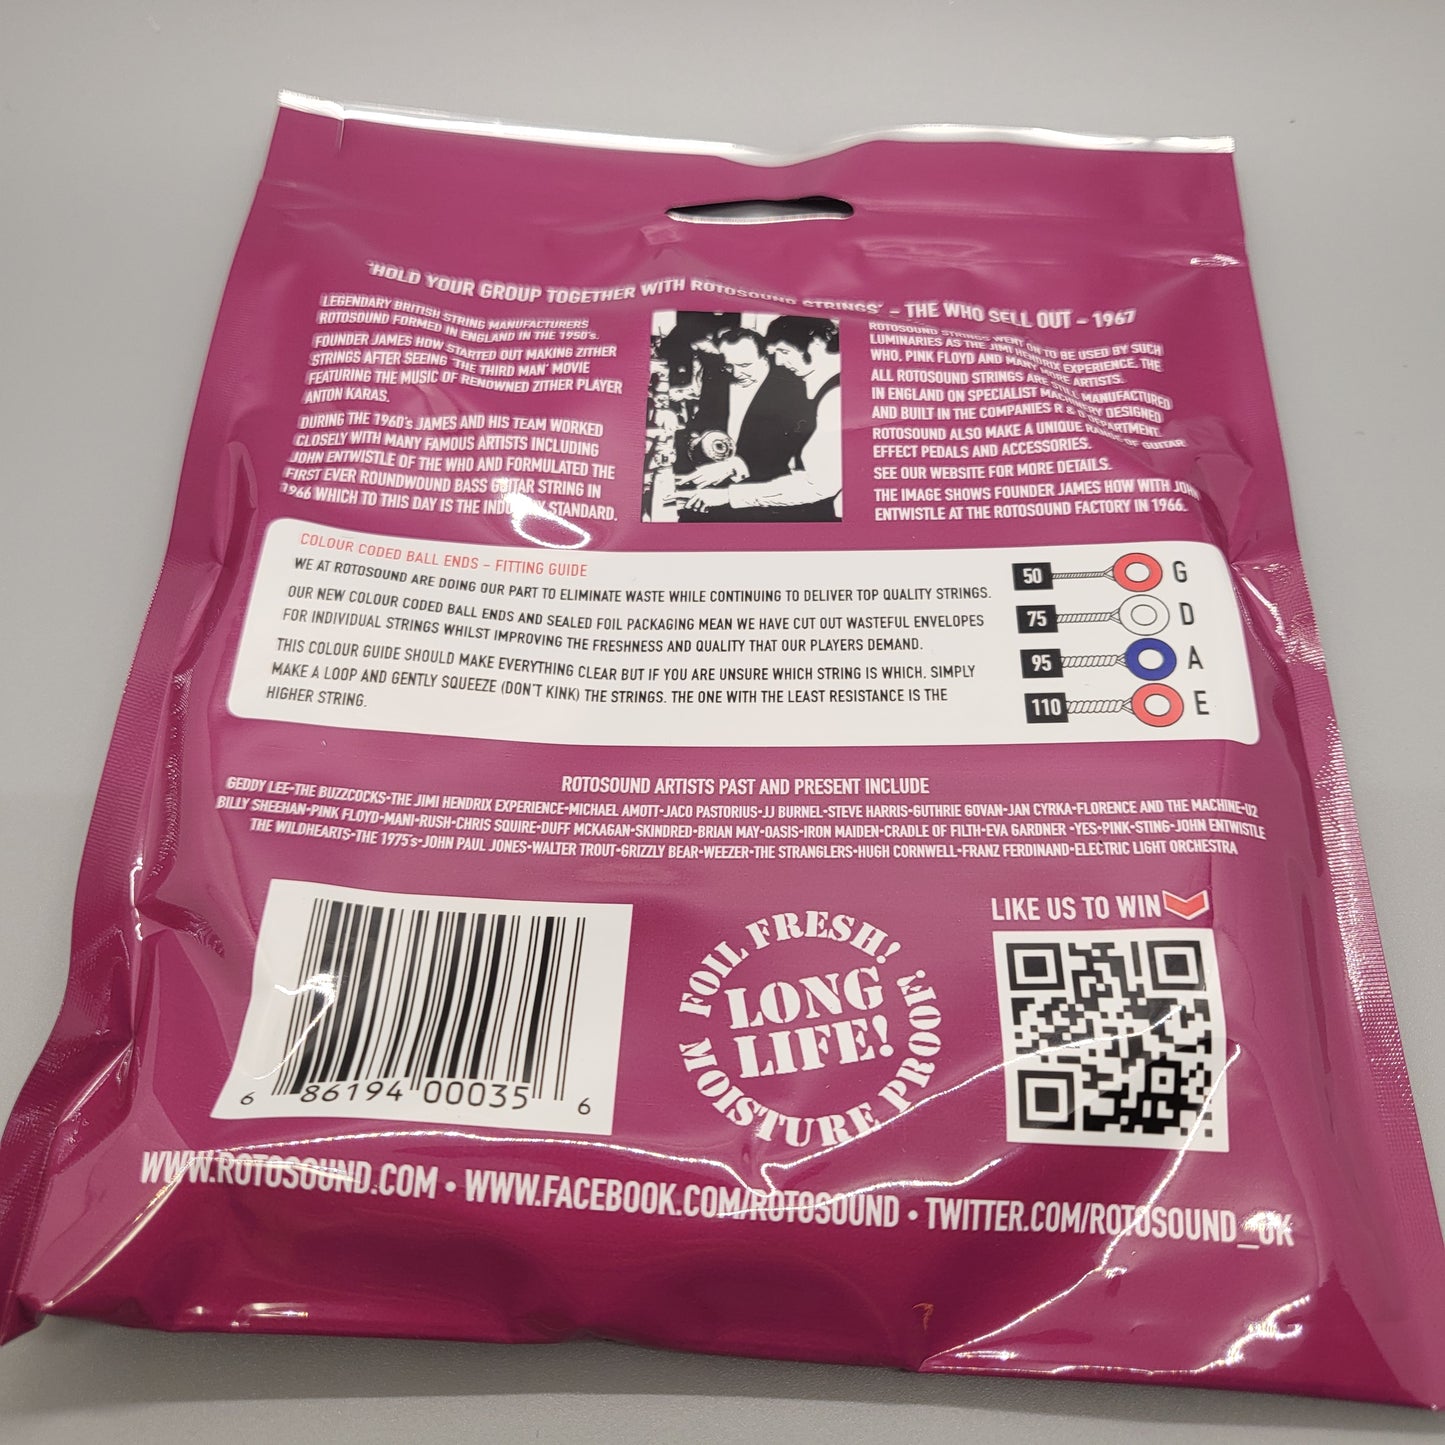 'HOLD YOUR GROUP TOGETHER WITH ROTOSOUND STRINGS' - THE WHO SELL OUT - 1967
LEGENDARY BRITISH STRING MANUFACTURERS
ROTOSOUND FORMED IN ENGLAND IN THE 1950's.
FOUNDER JAMES HOW STARTED OUT MAKING ZITHER
STRINGS AFTER SEEING 'THE THIRD MAN' MOVIE
FEATURING THE MUSIC OF RENOWNED ZITHER PLAYER
ANTON KARAS.
DURING THE 1960's JAMES AND HIS TEAM WORKED
CLOSELY WITH MANY FAMOUS ARTISTS INCLUDING
JOHN ENTWISTLE OF THE WHO AND FORMULATED THE
FIRST EVER ROUNDWOUND BASS GUITAR STRING IN
1966 WHICH TO THIS DAY IS THE INDUSTRY STANDARD.
ROTOSOUND STRINGS WENT ON TO BE USED BY SUCH
LUMINARIES AS THE JIMI HENDRIX EXPERIENCE, THE
WHO, PINK FLOYD AND MANY MORE ARTISTS.
ALL ROTOSOUND STRINGS ARE STILL MANUFACTURED
IN ENGLAND ON SPECIALIST MACHINERY DESIGNED
AND BUILT IN THE COMPANIES R & D DEPARTMENT.
ROTOSOUND ALSO MAKE A UNIQUE RANGE OF GUITAR
EFFECT PEDALS AND ACCESSORIES.
SEE OUR WEBSITE FOR MORE DETAILS.
THE IMAGE SHOWS FOUNDER JAMES HOW WITH JOHN
ENTWISTLE AT THE ROTOSOUND FACTORY IN 1966.
COLOUR CODED BALL ENDS - FITTING GUIDE
WE AT ROTOSOUND ARE DOING OUR PART TO ELIMINATE WASTE WHILE CONTINUING TO DELIVER TOP QUALITY STRINGS.
OUR NEW COLOUR CODED BALL ENDS AND SEALED FOIL PACKAGING MEAN WE HAVE CUT OUT WASTEFUL ENVELOPES
FOR INDIVIDUAL STRINGS WHILST IMPROVING THE FRESHNESS AND QUALITY THAT OUR PLAYERS DEMAND.
THIS COLOUR GUIDE SHOULD MAKE EVERYTHING CLEAR BUT IF YOU ARE UNSURE WHICH STRING IS WHICH, SIMPLY
MAKE A LOOP AND GENTLY SQUEEZE (DON'T KINK) THE STRINGS. THE ONE WITH THE LEAST RESISTANCE IS THE
HIGHER STRING.
50 G
75 D
95 A
110 E
ROTOSOUND ARTISTS PAST AND PRESENT INCLUDE
GEDDY LEE-THE BUZZCOCKS-THE JIMI HENDRIX EXPERIENCE-MICHAEL AMOTT-JACO PASTORIUS-JJ BURNEL-STEVE HARRIS-GUTHRIE GOVAN-JAN CYRKA-FLORENCE AND THE MACHINE-U2
BILLY SHEEHAN-PINK FLOYD-MANI-RUSH-CHRIS SQUIRE-DUFF MCKAGAN-SKINDRED-BRIAN MAY-OASIS-IRON MAIDEN-CRADLE OF FILTH-EVA GARDNER -YES-PINK-STING-JOHN ENTWISTLE
THE WILDHEARTS-THE 1975's-JOHN PAUL JONES-WALTER TROUT-GRIZZLY BEAR-WEEZER-THE STRANGLERS-HUGH CORNWELL-FRANZ FERDINAND-ELECTRIC LIGHT ORCHESTRA
6 86194 00035 6
FOIL FRESH!
LONG
LIFE!
MOISTURE PROOF!
LIKE US TO WIN
WWW.ROTOSOUND.COM • WWW.FACEBOOK.COM/ROTOSOUND • TWITTER.COM/ROTOSOUND_UK